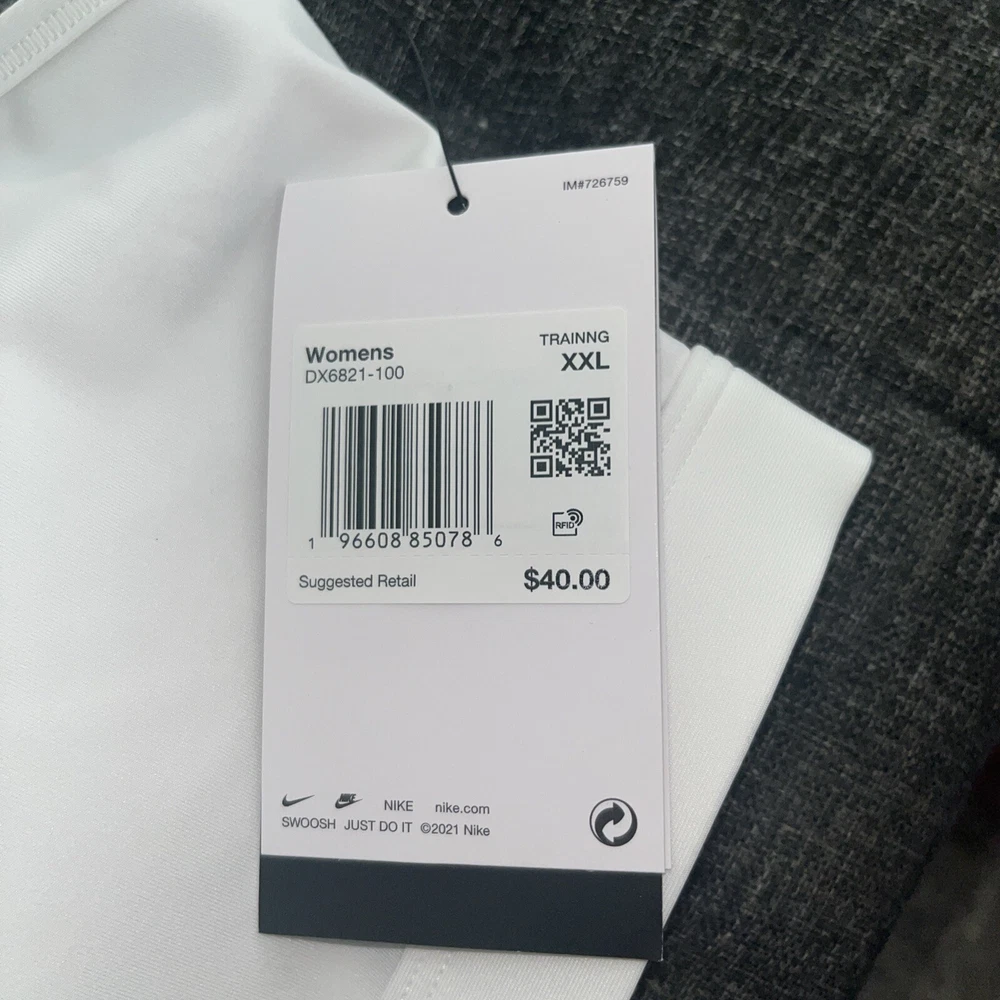 IM#726759
Womens
DX6821-100
TRAINNG
XXL
RFID
1 96608 85078 6
Suggested Retail $40.00
NIKE nike.com
SWOOSH JUST DO IT ©2021 Nike